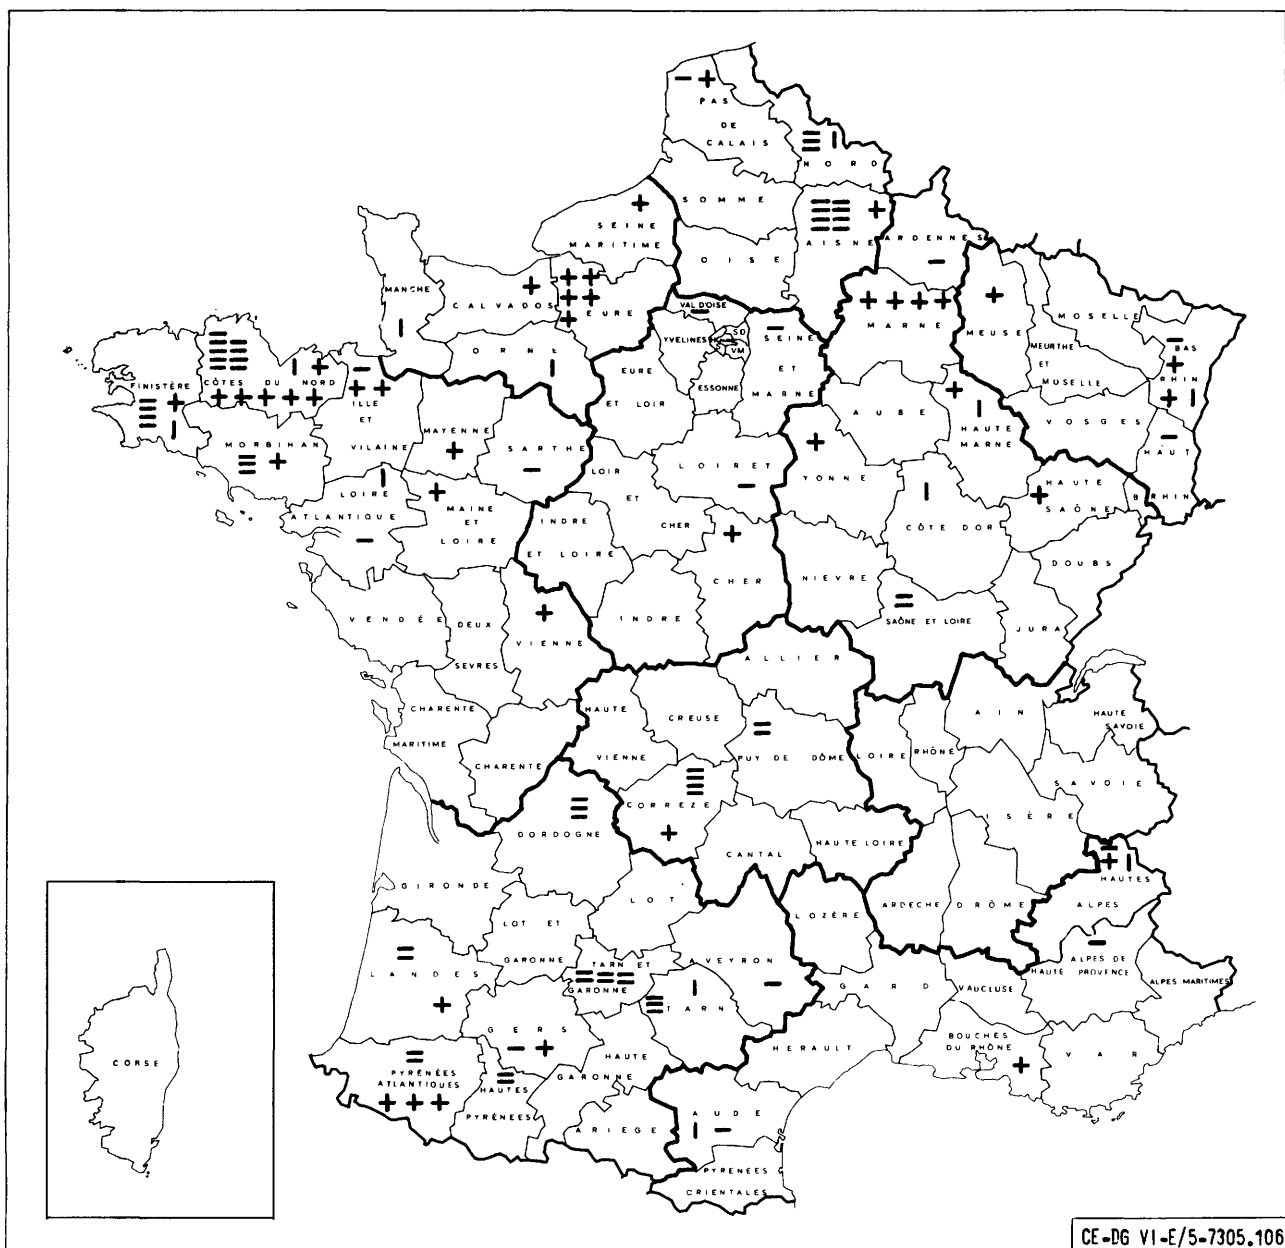 PAS
DE
CALAIS
NORD
SOMME
SEINE
MARITIME
AISNE
ARDENNES
OISE
MANCHE
CALVADOS
EURE
VAL D'OISE
MARNE
MEUSE
MOSELLE
YVELINES
SD
VM
SEINE
ET
MARNE
MEURTHE
ET
MUSELLE
BAS
RHIN
ORNE
EURE
ET LOIR
ESSONNE
FINISTÈRE
CÔTES DU NORD
ILLE
ET
VILAINE
MAYENNE
SARTHE
AUBE
HAUTE
MARNE
VOSGES
HAUT
RHIN
B
MORBIHAN
LOIRE
ATLANTIQUE
MAINE
ET
LOIRE
LOIR
ET
CHER
LOIRET
YONNE
CÔTE D OR
HAUTE
SAÔNE
INDRE
ET LOIRE
CHER
NIEVRE
DOUBS
VENDÉE
DEUX
SEVRES
VIENNE
INDRE
SAÔNE ET LOIRE
JURA
ALLIER
CHARENTE
MARITIME
CHARENTE
HAUTE
VIENNE
CREUSE
PUY DE DÔME
LOIRE
RHÔNE
AIN
HAUTE
SAVOIE
SAVOIE
CORREZE
ISÈRE
DORDOGNE
CANTAL
HAUTE LOIRE
GIRONDE
LOT
LOZÈRE
ARDECHE
DRÔME
HAUTES
ALPES
LOT ET
GARONNE
LANDES
TARN ET
GARONNE
AVEYRON
TARN
GARD
VAUCLUSE
ALPES DE
HAUTE PROVENCE
ALPES MARITIMES
GERS
HAUTE
GARONNE
HERAULT
BOUCHES
DU RHÔNE
VAR
PYRÉNÉES
ATLANTIQUES
HAUTES
PYRÉNÉES
ARIEGE
AUDE
PYRENEES
ORIENTALES
CORSE
CE-DG VI-E/5-7305.106